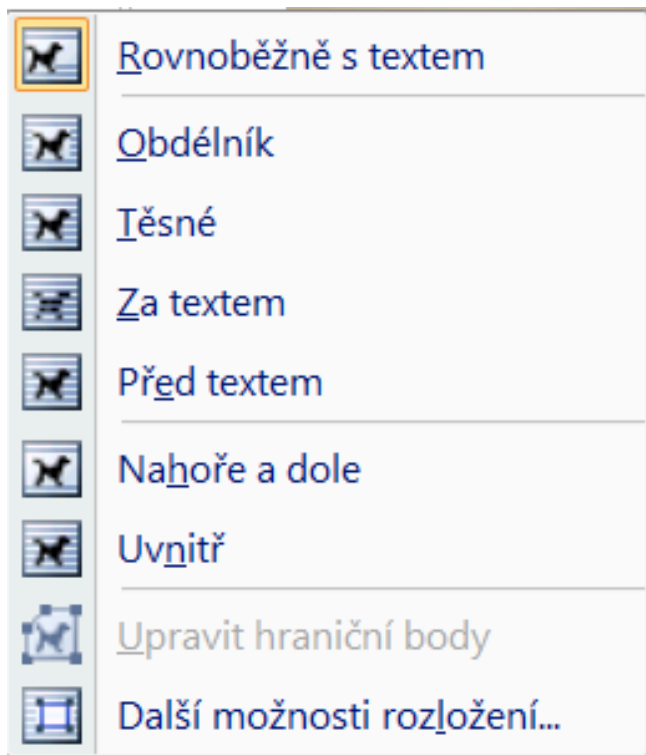 Rovnoběžně s textem
Obdélník
Těsné
Za textem
Před textem
Nahoře a dole
Uvnitř
Upravit hraniční body
Další možnosti rozložení...